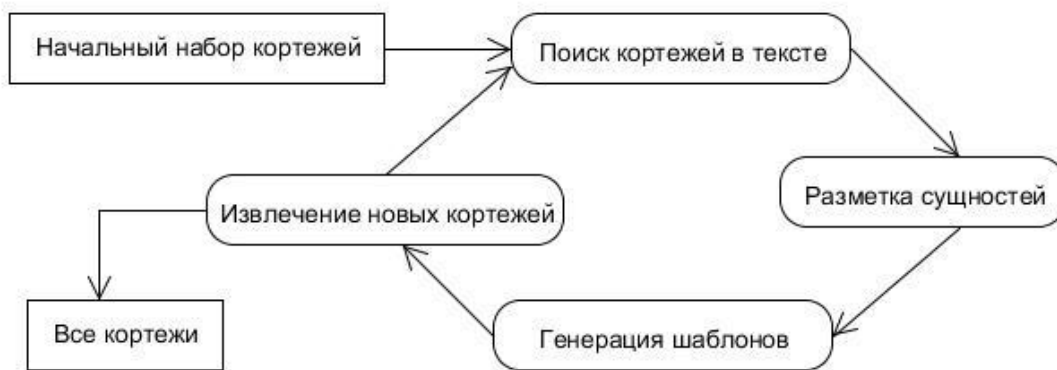 Начальный набор кортежей
Поиск кортежей в тексте
Разметка сущностей
Извлечение новых кортежей
Генерация шаблонов
Все кортежи